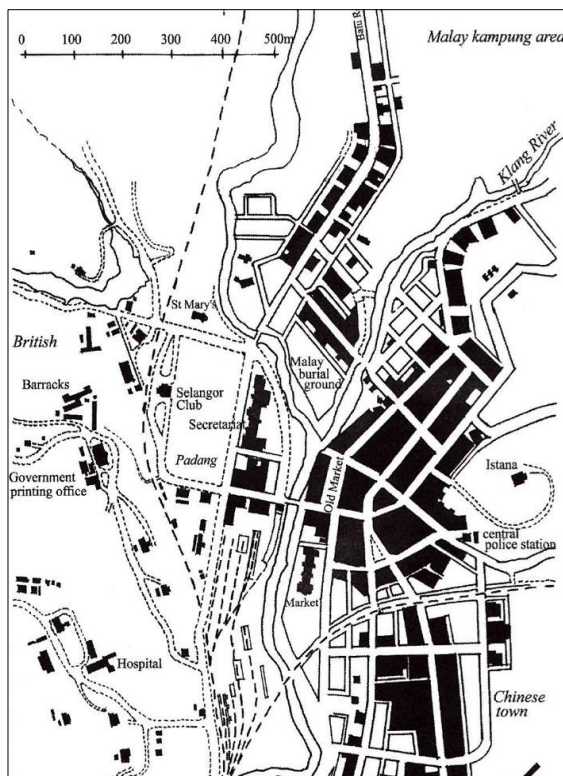 Malay kampung area
0 100 200 300 400 500m
Batu R
Klang River
St Mary's
British
Malay
burial
ground
Barracks
Selangor
Club
Secretariat
Padang
Government
printing office
Old Market
Istana
central
police station
Market
Hospital
Chinese
town